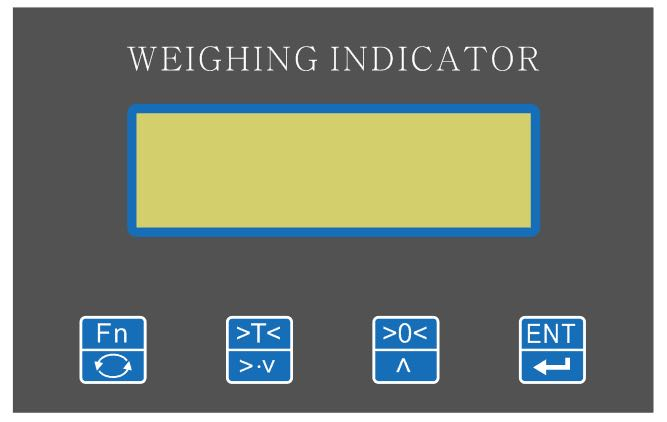 WEIGHING INDICATOR
Fn >T< >0< ENT
>·v ^